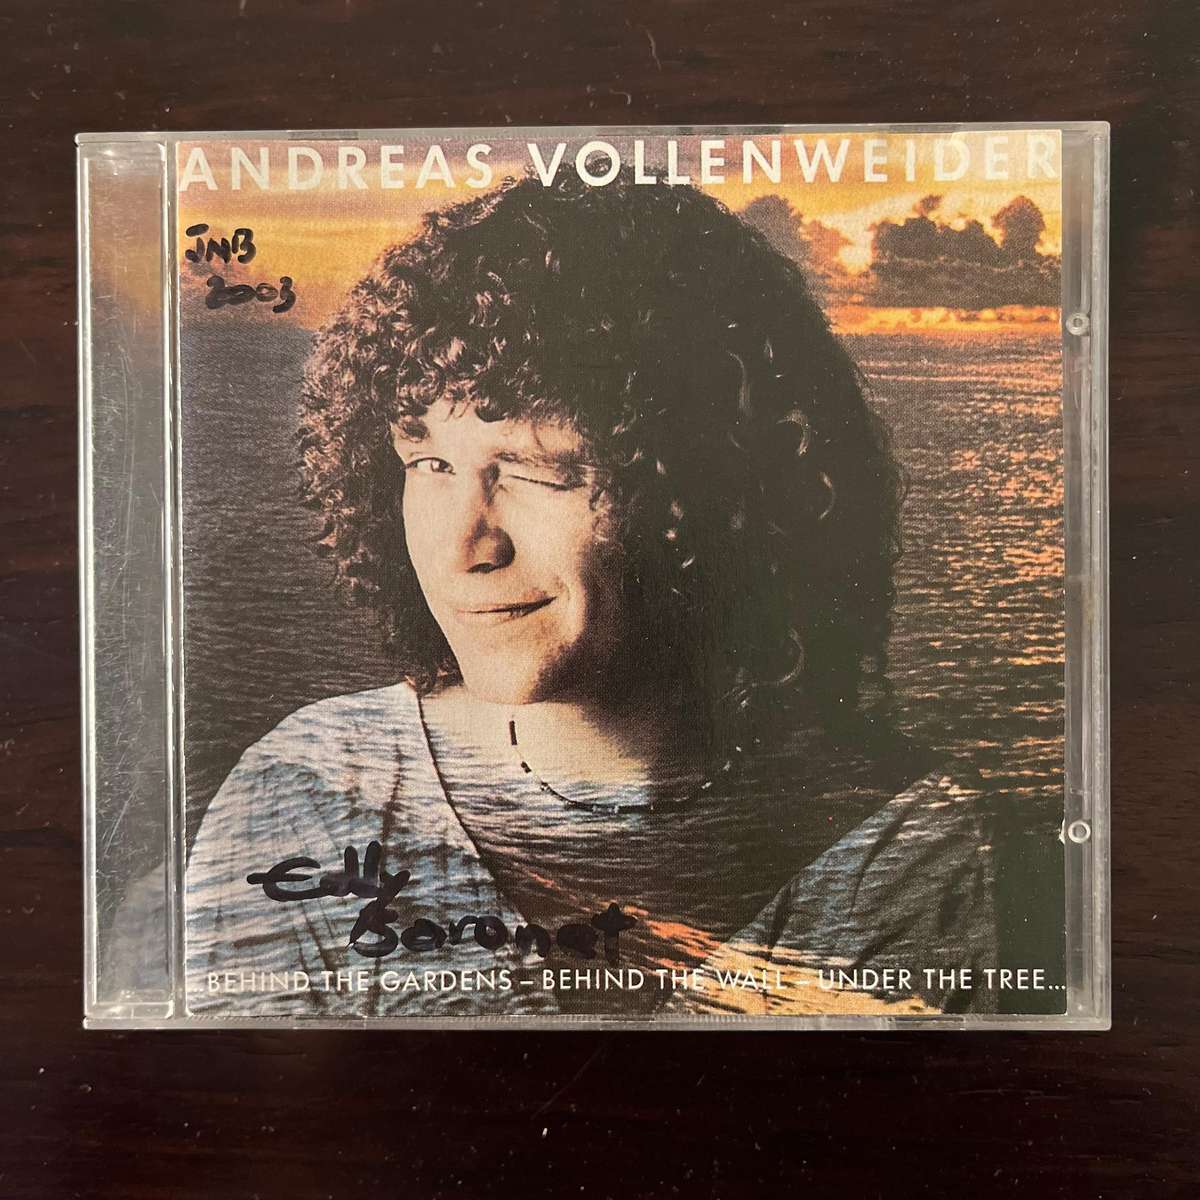 ANDREAS VOLLENWEIDER
JNB
2003
Eddy
Baronet
...BEHIND THE GARDENS – BEHIND THE WALL – UNDER THE TREE...